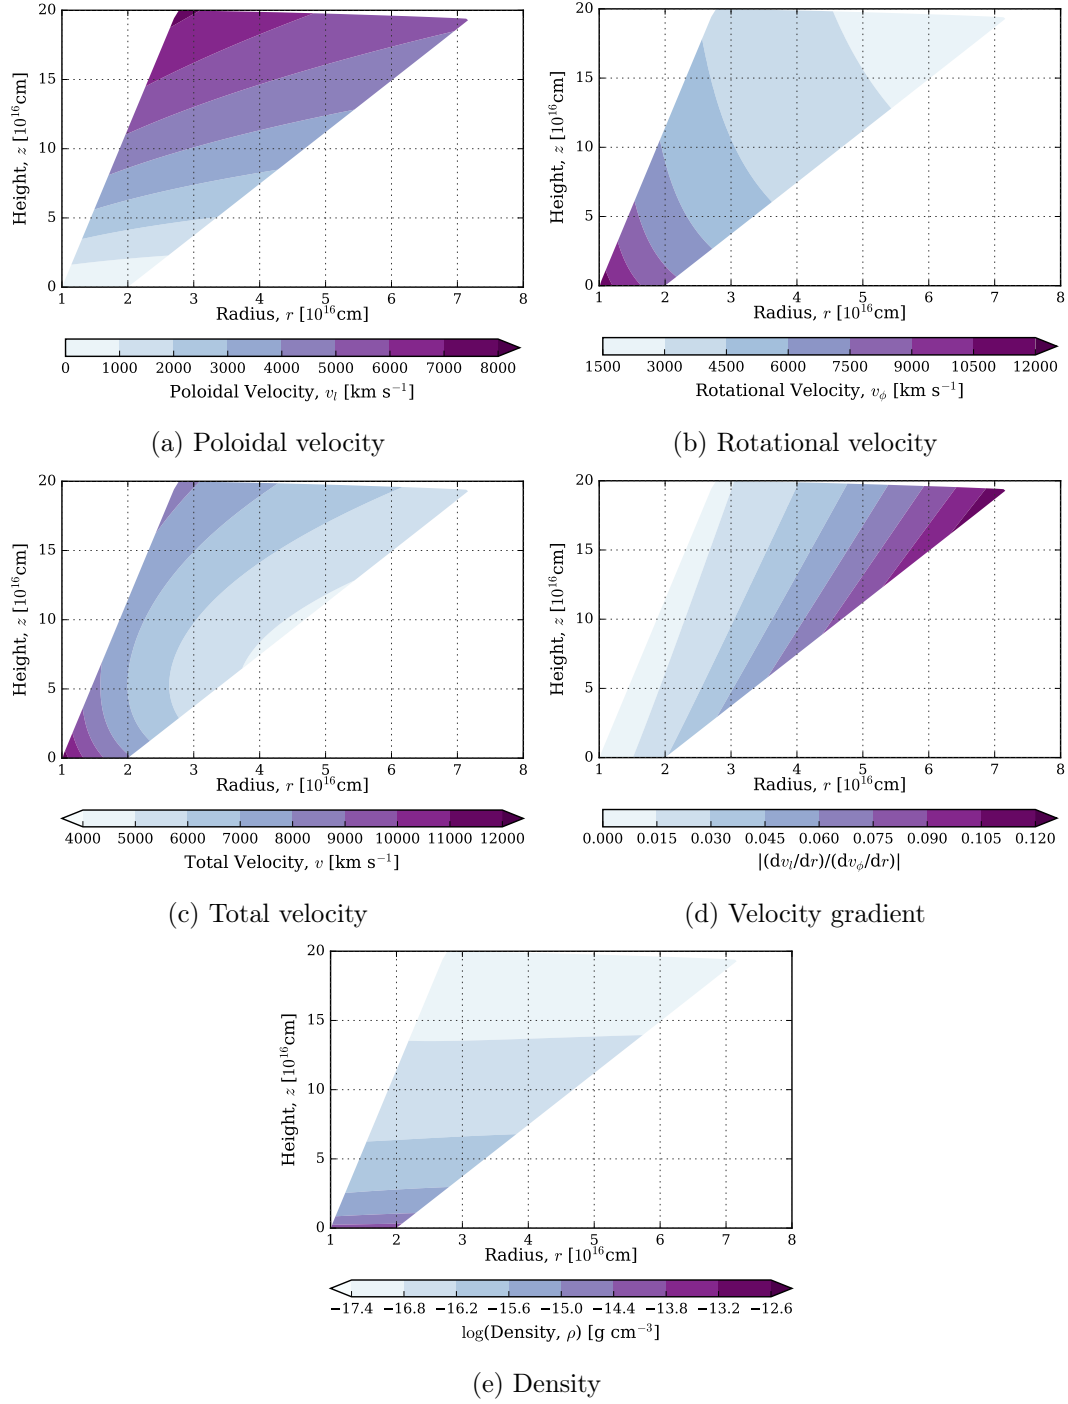 20
15
10
5
0
Height, z [10^16cm]
1 2 3 4 5 6 7 8
Radius, r [10^16cm]
0 1000 2000 3000 4000 5000 6000 7000 8000
Poloidal Velocity, v_l [km s^−1]
(a) Poloidal velocity
20
15
10
5
0
Height, z [10^16cm]
1 2 3 4 5 6 7 8
Radius, r [10^16cm]
1500 3000 4500 6000 7500 9000 10500 12000
Rotational Velocity, v_ϕ [km s^−1]
(b) Rotational velocity
20
15
10
5
0
Height, z [10^16cm]
1 2 3 4 5 6 7 8
Radius, r [10^16cm]
4000 5000 6000 7000 8000 9000 10000 11000 12000
Total Velocity, v [km s^−1]
(c) Total velocity
20
15
10
5
0
Height, z [10^16cm]
1 2 3 4 5 6 7 8
Radius, r [10^16cm]
0.000 0.015 0.030 0.045 0.060 0.075 0.090 0.105 0.120
|(dv_l/dr)/(dv_ϕ/dr)|
(d) Velocity gradient
20
15
10
5
0
Height, z [10^16cm]
1 2 3 4 5 6 7 8
Radius, r [10^16cm]
−17.4 −16.8 −16.2 −15.6 −15.0 −14.4 −13.8 −13.2 −12.6
log(Density, ρ) [g cm^−3]
(e) Density